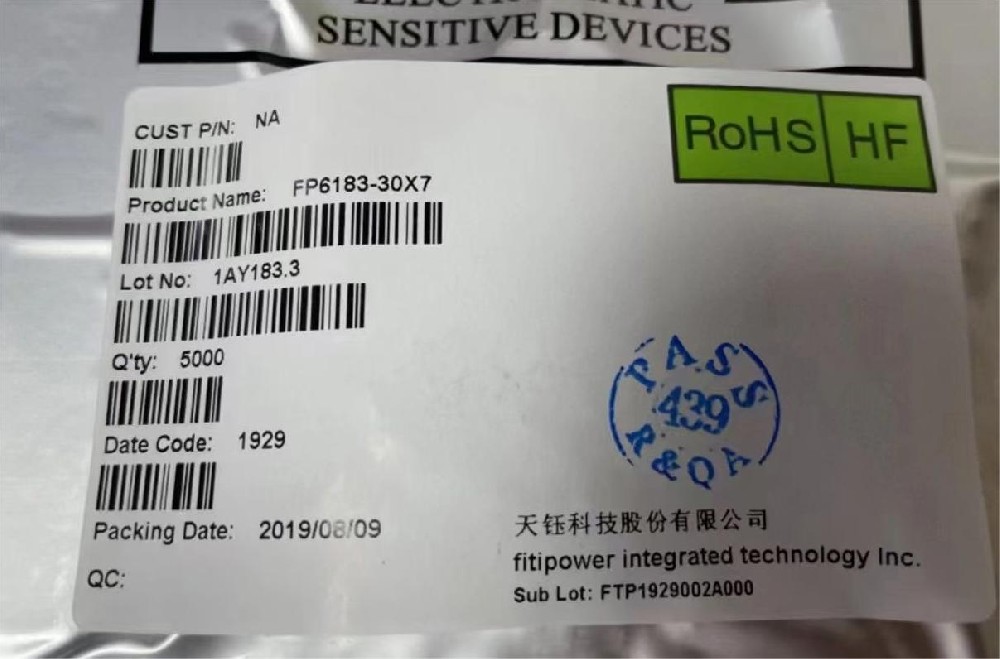 SENSITIVE DEVICES
CUST P/N: NA
RoHS HF
Product Name: FP6183-30X7
Lot No: 1AY183.3
Q'ty: 5000
Date Code: 1929
Packing Date: 2019/08/09
QC:
PASS
439
R&QA
天钰科技股份有限公司
fitipower integrated technology Inc.
Sub Lot: FTP1929002A000